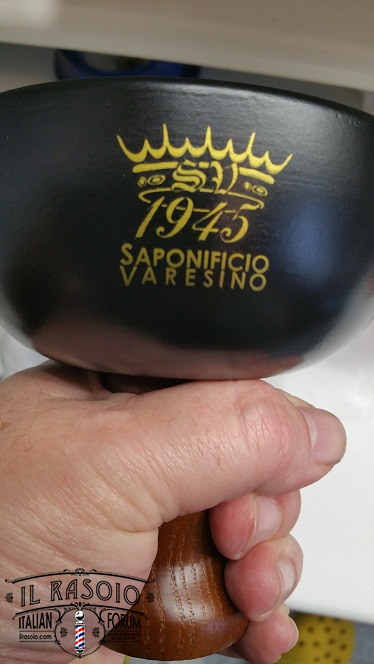 SV
1945
SAPONIFICIO
VARESINO
IL RASOIO
ITALIAN FORUM
ilrasoio.com